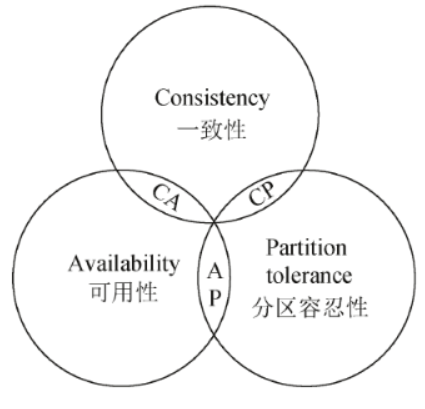 Consistency
一致性
CA
CP
Availability
可用性
A
P
Partition
tolerance
分区容忍性